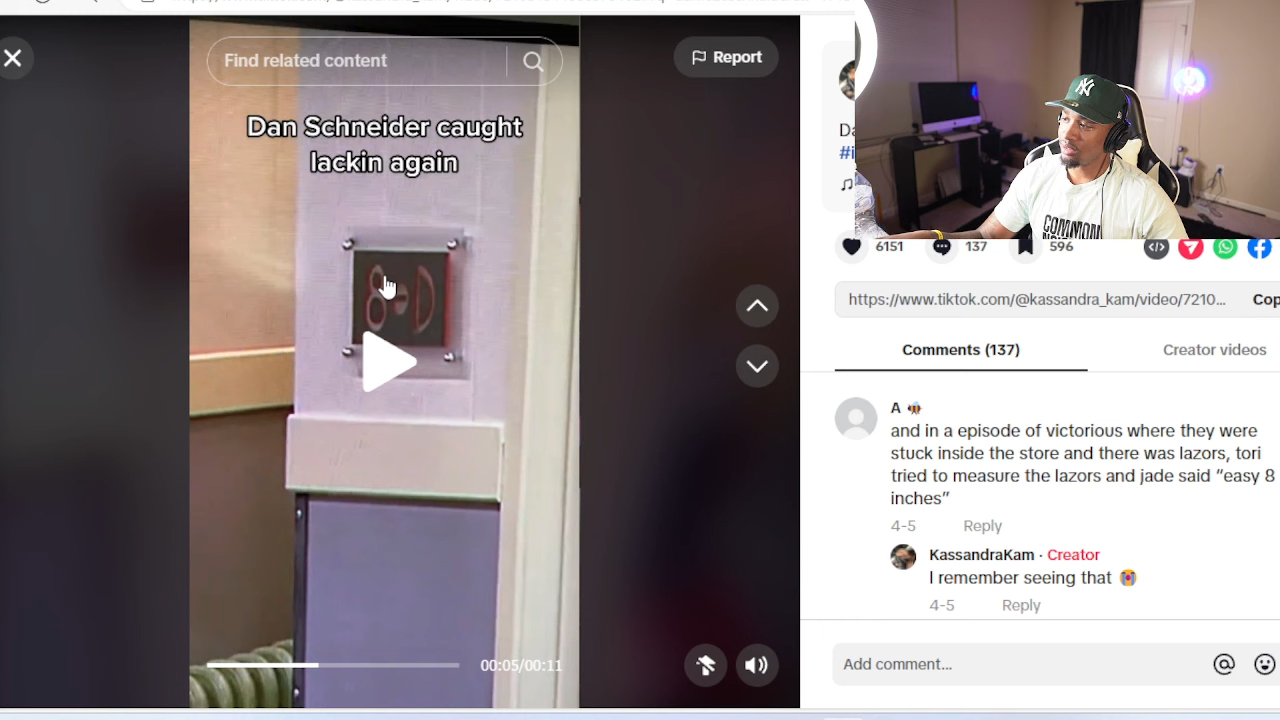 Find related content
Report
Dan Schneider caught
lackin again
8-D
00:05/00:11
6151
137
596
https://www.tiktok.com/@kassandra_kam/video/7210...
Comments (137)
Creator videos
A 🐝
and in a episode of victorious where they were
stuck inside the store and there was lazors, tori
tried to measure the lazors and jade said “easy 8
inches”
4-5
Reply
KassandraKam · Creator
I remember seeing that 😭
4-5
Reply
Add comment...
NY
COMMON